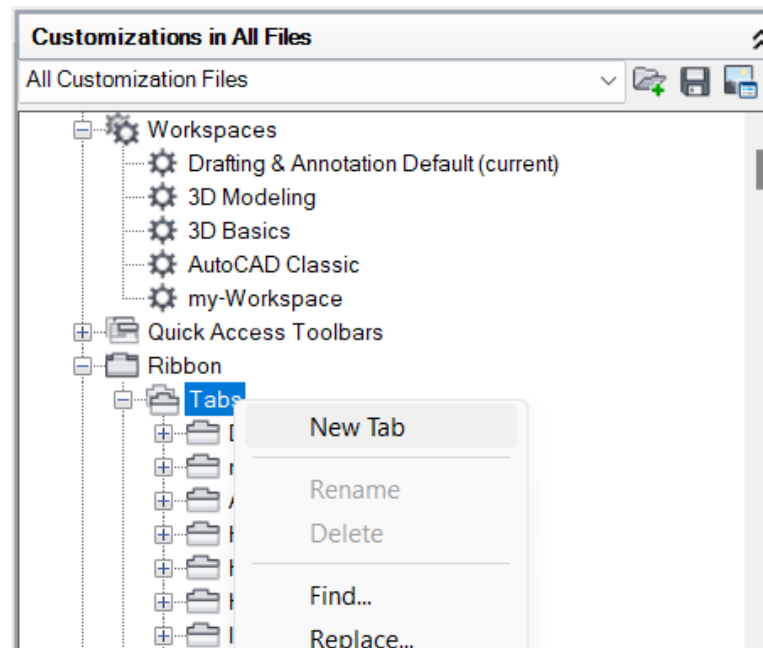 Customizations in All Files
All Customization Files
Workspaces
Drafting & Annotation Default (current)
3D Modeling
3D Basics
AutoCAD Classic
my-Workspace
Quick Access Toolbars
Ribbon
Tabs
New Tab
Rename
Delete
Find...
Replace...